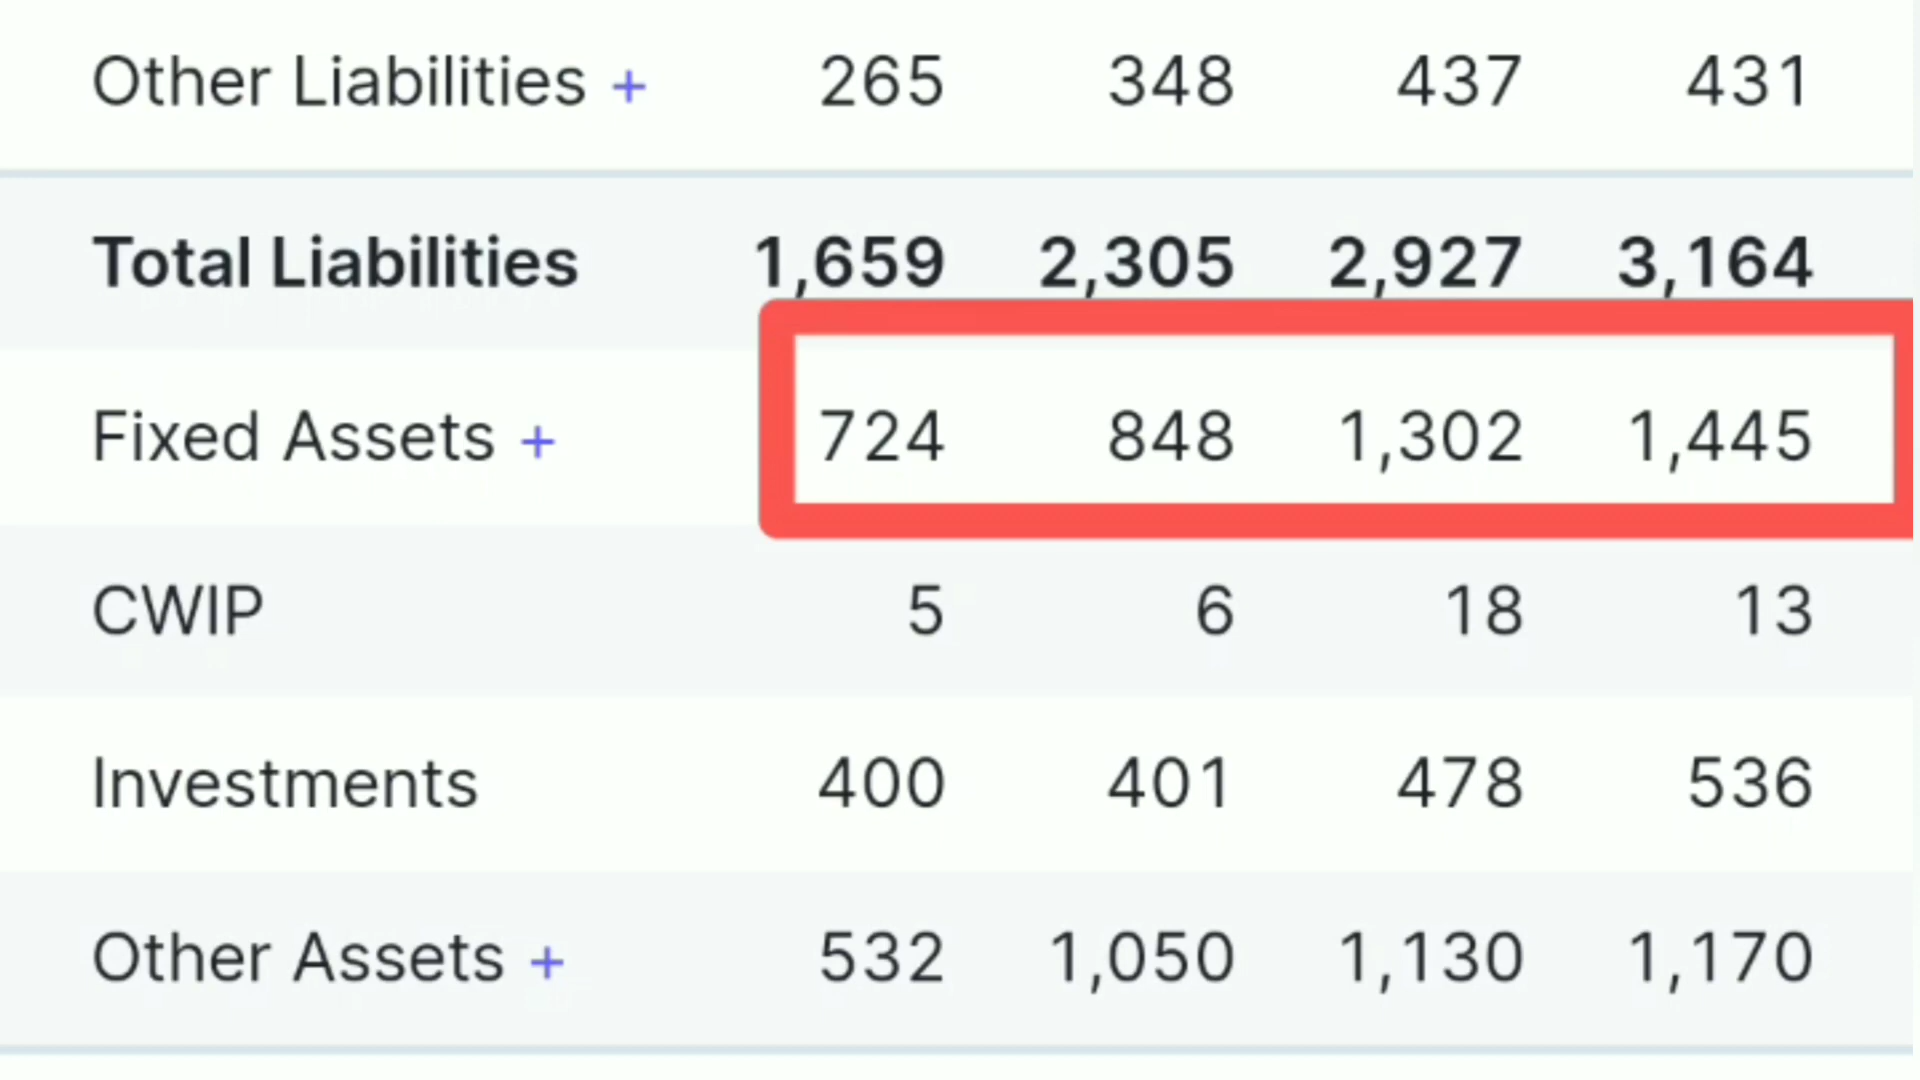 Other Liabilities + 265 348 437 431
Total Liabilities 1,659 2,305 2,927 3,164
Fixed Assets + 724 848 1,302 1,445
CWIP 5 6 18 13
Investments 400 401 478 536
Other Assets + 532 1,050 1,130 1,170